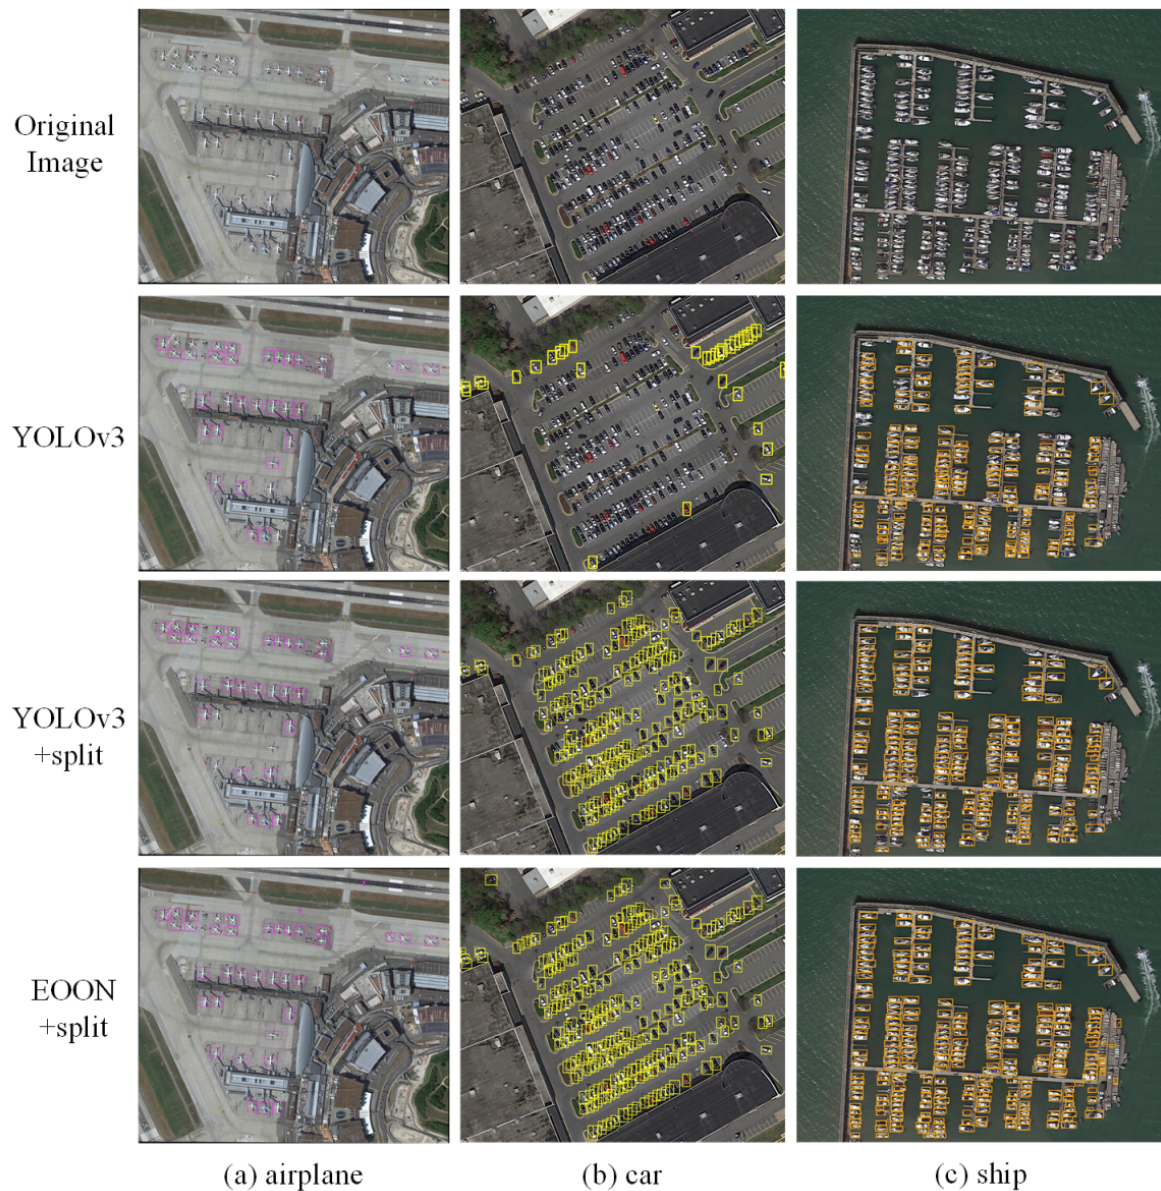 Original
Image
YOLOv3
YOLOv3
+split
EOON
+split
(a) airplane
(b) car
(c) ship